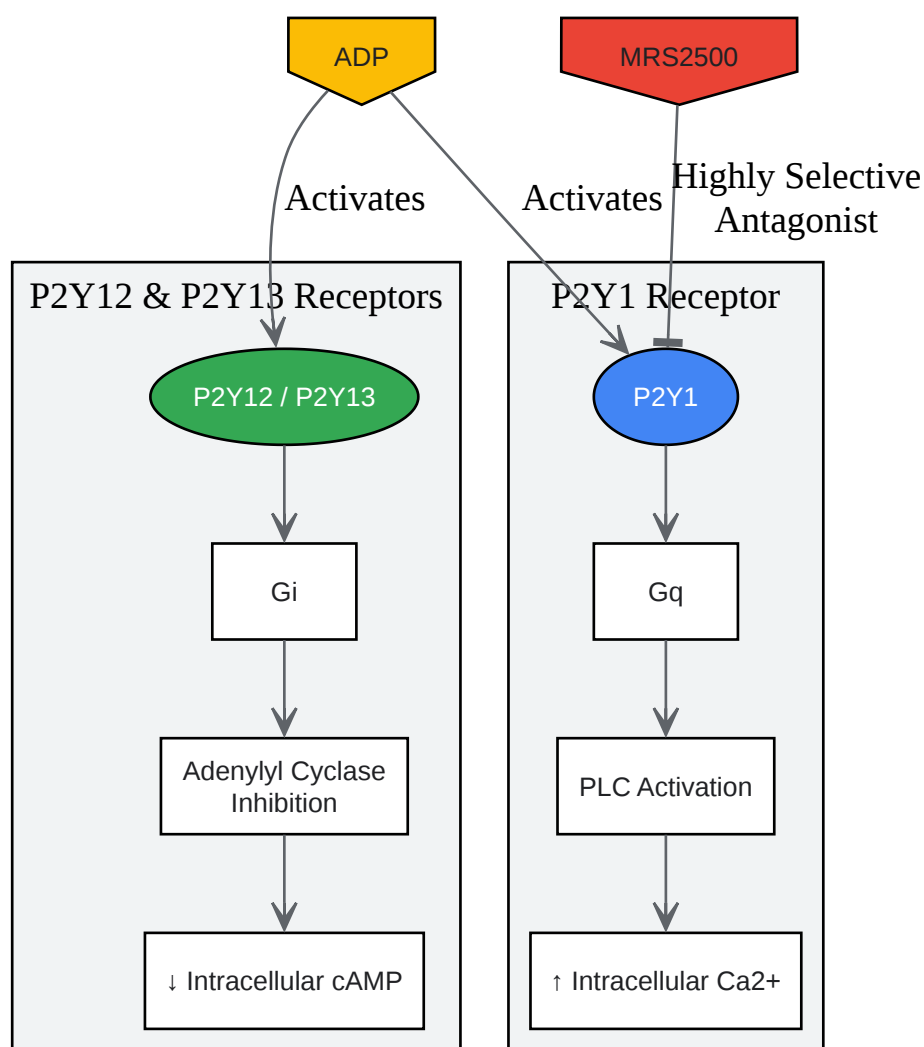 ADP
MRS2500
Activates
Activates
Highly Selective
Antagonist
P2Y12 & P2Y13 Receptors
P2Y1 Receptor
P2Y12 / P2Y13
P2Y1
Gi
Gq
Adenylyl Cyclase
Inhibition
PLC Activation
↓ Intracellular cAMP
↑ Intracellular Ca2+